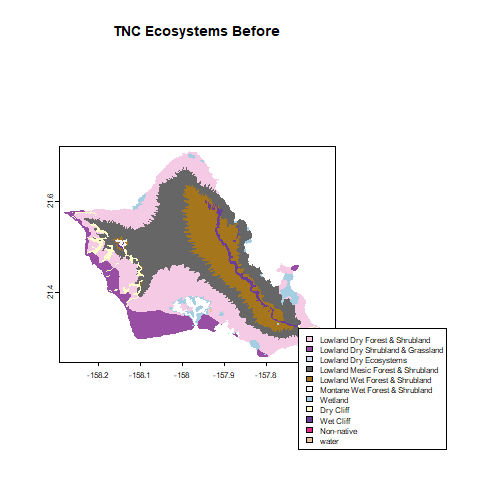 TNC Ecosystems Before
21.6
21.4
-158.2
-158.1
-158
-157.9
-157.8
Lowland Dry Forest & Shrubland
Lowland Dry Shrubland & Grassland
Lowland Dry Ecosystems
Lowland Mesic Forest & Shrubland
Lowland Wet Forest & Shrubland
Montane Wet Forest & Shrubland
Wetland
Dry Cliff
Wet Cliff
Non-native
water